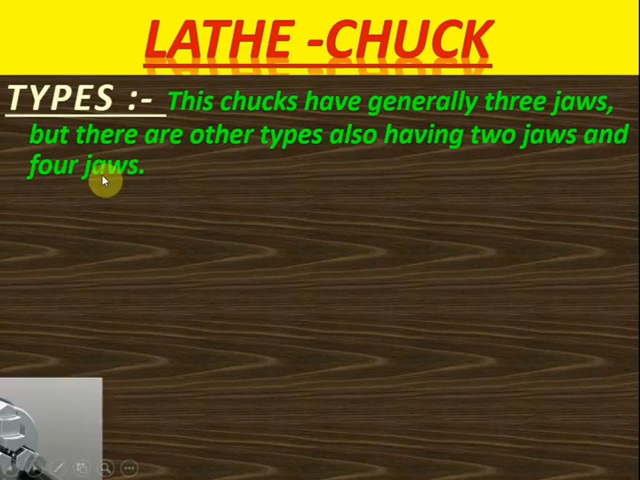 LATHE -CHUCK
TYPES :- This chucks have generally three jaws,
but there are other types also having two jaws and
four jaws.